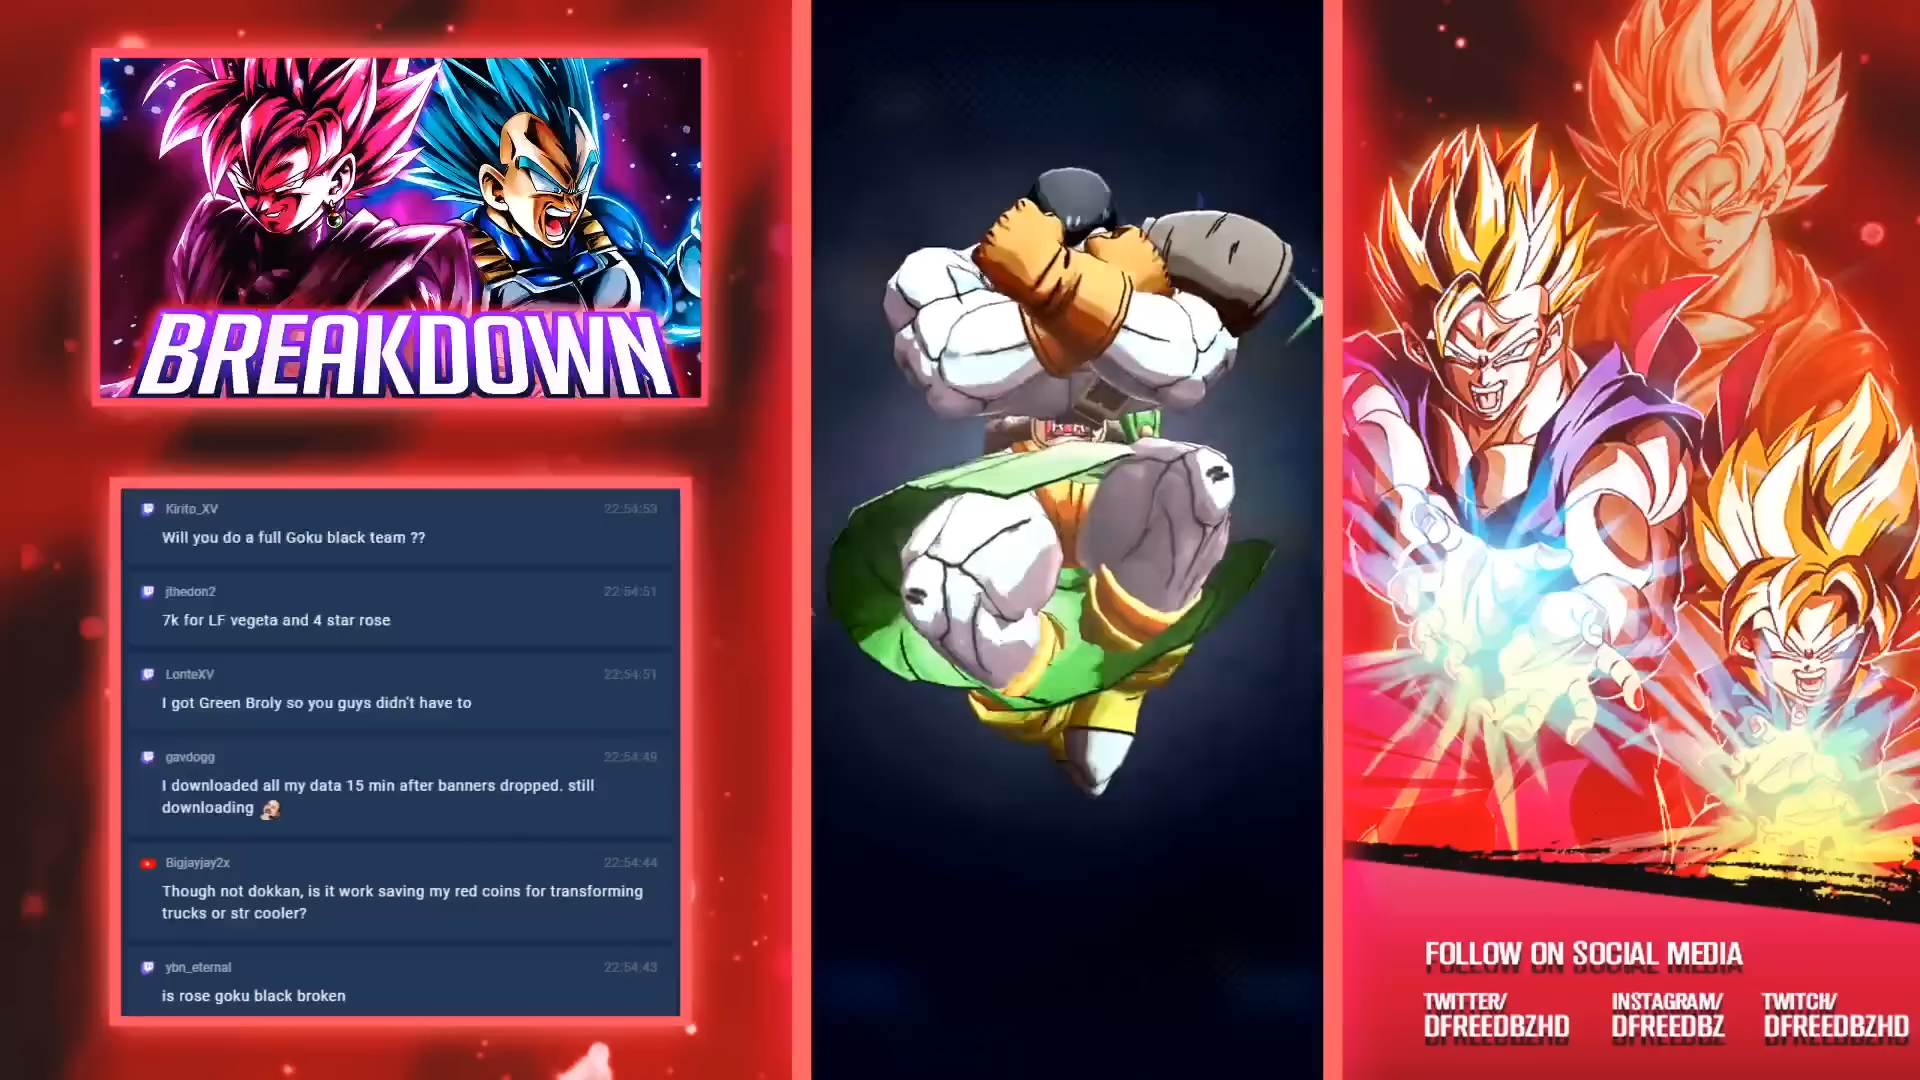 BREAKDOWN
Kirito_XV 22:54:53
Will you do a full Goku black team ??
jthedon2 22:54:51
7k for LF vegeta and 4 star rose
LonteXV 22:54:51
I got Green Broly so you guys didn't have to
gavdogg 22:54:49
I downloaded all my data 15 min after banners dropped. still
downloading
Bigjayjay2x 22:54:44
Though not dokkan, is it work saving my red coins for transforming
trucks or str cooler?
ybn_eternal 22:54:43
is rose goku black broken
FOLLOW ON SOCIAL MEDIA
TWITTER/ INSTAGRAM/ TWITCH/
DFREEDBZHD DFREEDBZ DFREEDBZHD